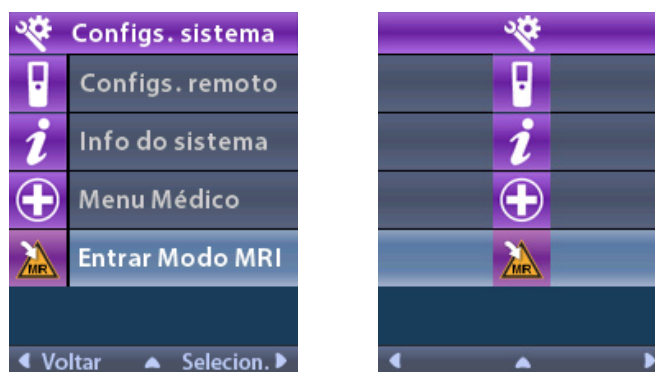 Configs. sistema
Configs. remoto
Info do sistema
Menu Médico
MR Entrar Modo MRI
Voltar Selecion.
MR